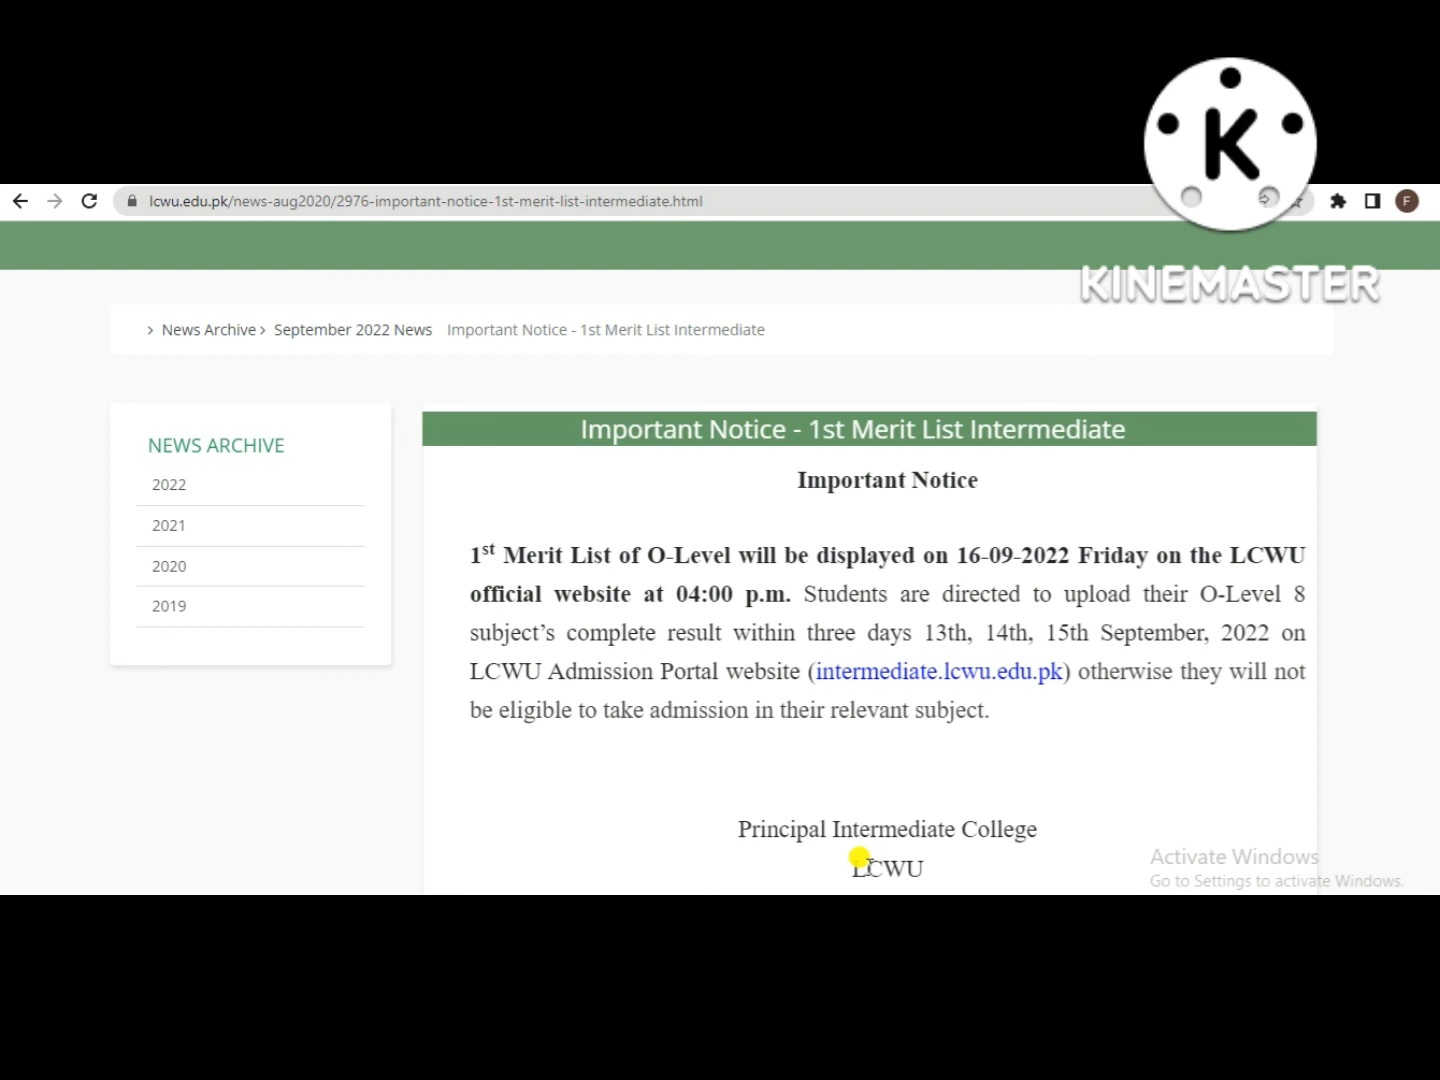 K
lcwu.edu.pk/news-aug2020/2976-important-notice-1st-merit-list-intermediate.html
F
KINEMASTER
> News Archive > September 2022 News Important Notice - 1st Merit List Intermediate
NEWS ARCHIVE
2022
2021
2020
2019
Important Notice - 1st Merit List Intermediate
Important Notice
1st Merit List of O-Level will be displayed on 16-09-2022 Friday on the LCWU
official website at 04:00 p.m. Students are directed to upload their O-Level 8
subject's complete result within three days 13th, 14th, 15th September, 2022 on
LCWU Admission Portal website (intermediate.lcwu.edu.pk) otherwise they will not
be eligible to take admission in their relevant subject.
Principal Intermediate College
LCWU
Activate Windows
Go to Settings to activate Windows.